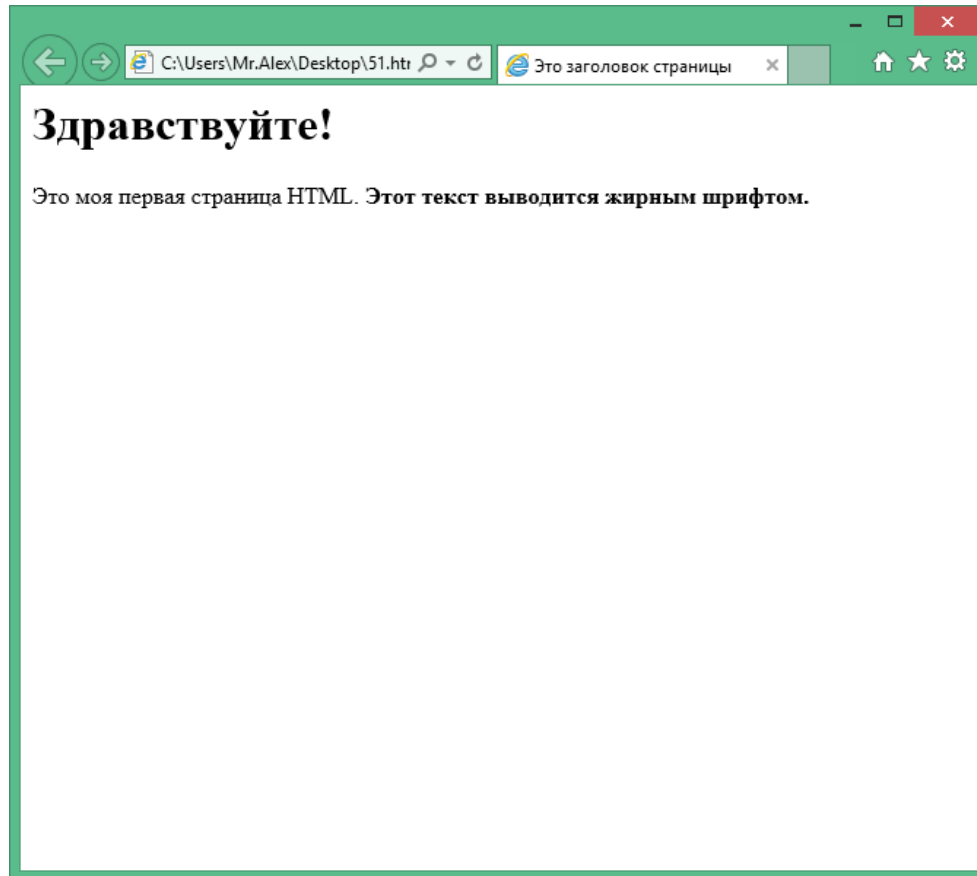 C:\Users\Mr.Alex\Desktop\51.htr
Это заголовок страницы
Здравствуйте!
Это моя первая страница HTML. Этот текст выводится жирным шрифтом.